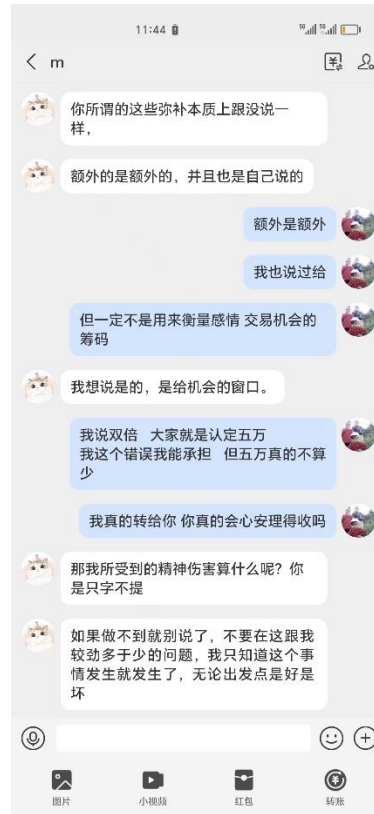 11:44
m
你所谓的这些弥补本质上跟没说一
样,
额外的是额外的，并且也是自己说的
额外是额外
我也说过给
但一定不是用来衡量感情 交易机会的
筹码
我想说是的，是给机会的窗口。
我说双倍 大家就是认定五万
我这个错误我能承担 但五万真的不算
少
我真的转给你 你真的会心安理得收吗
那我所受到的精神伤害算什么呢？你
是只字不提
如果做不到就别说了，不要在这跟我
较劲多于少的问题，我只知道这个事
情发生就发生了，无论出发点是好是
坏
图片
小视频
红包
转账